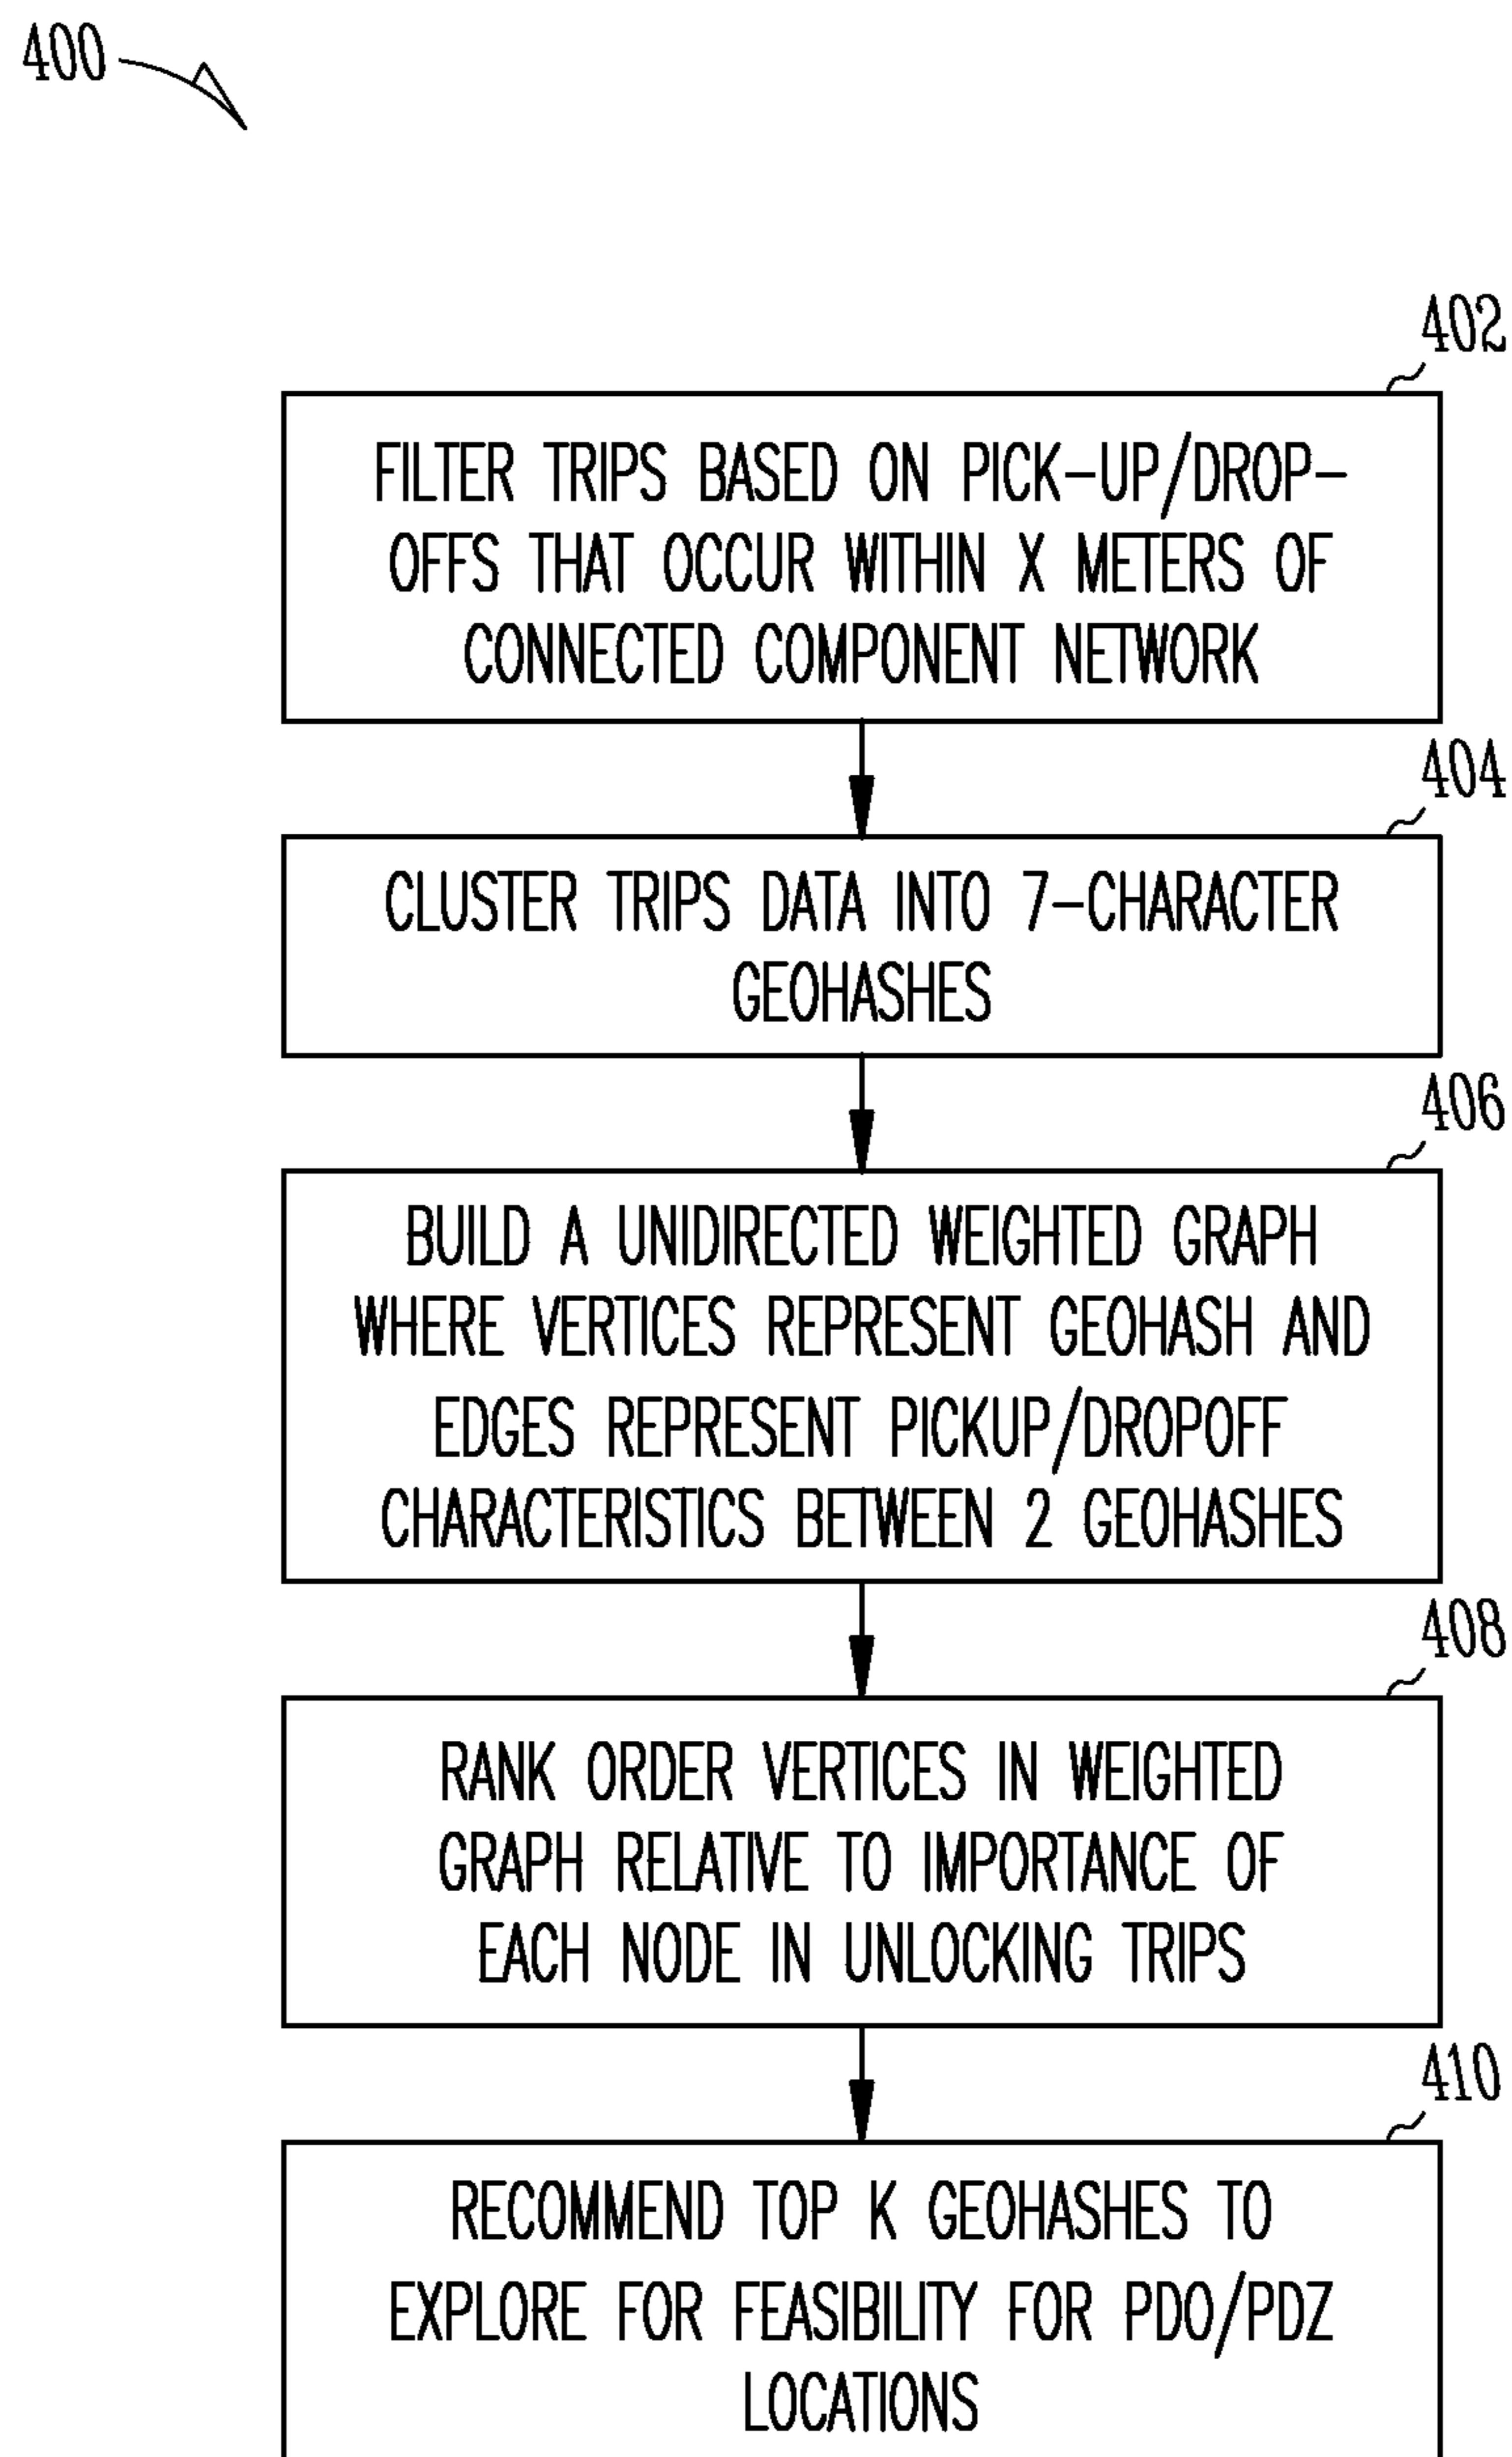 400
402
FILTER TRIPS BASED ON PICK-UP/DROP-
OFFS THAT OCCUR WITHIN X METERS OF
CONNECTED COMPONENT NETWORK
404
CLUSTER TRIPS DATA INTO 7-CHARACTER
GEOHASHES
406
BUILD A UNIDIRECTED WEIGHTED GRAPH
WHERE VERTICES REPRESENT GEOHASH AND
EDGES REPRESENT PICKUP/DROPOFF
CHARACTERISTICS BETWEEN 2 GEOHASHES
408
RANK ORDER VERTICES IN WEIGHTED
GRAPH RELATIVE TO IMPORTANCE OF
EACH NODE IN UNLOCKING TRIPS
410
RECOMMEND TOP K GEOHASHES TO
EXPLORE FOR FEASIBILITY FOR PDO/PDZ
LOCATIONS